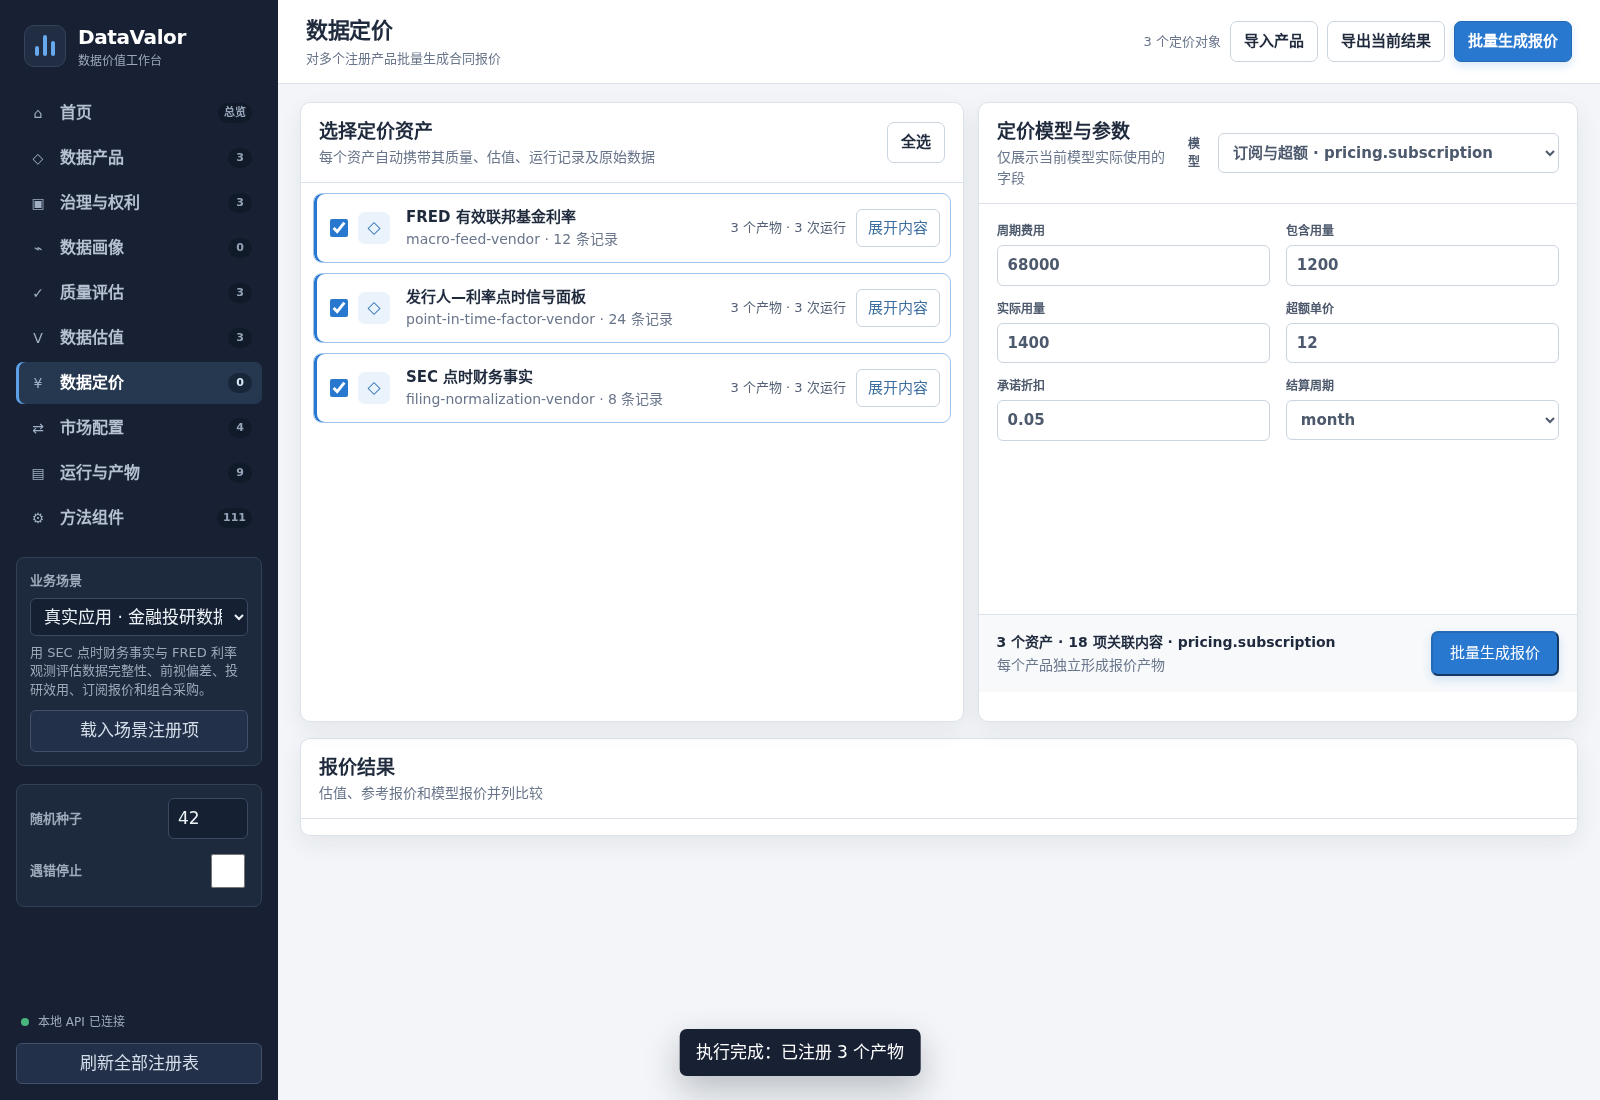 DataValor
数据价值工作台
首页 总览
数据产品 3
治理与权利 3
数据画像 0
质量评估 3
数据估值 3
数据定价 0
市场配置 4
运行与产物 9
方法组件 111
业务场景
真实应用 · 金融投研数据
用 SEC 点时财务事实与 FRED 利率
观测评估数据完整性、前视偏差、投
研效用、订阅报价和组合采购。
载入场景注册项
随机种子 42
遇错停止
本地 API 已连接
刷新全部注册表
数据定价
对多个注册产品批量生成合同报价
3 个定价对象 导入产品 导出当前结果 批量生成报价
选择定价资产
每个资产自动携带其质量、估值、运行记录及原始数据
全选
FRED 有效联邦基金利率
macro-feed-vendor · 12 条记录
3 个产物 · 3 次运行 展开内容
发行人—利率点时信号面板
point-in-time-factor-vendor · 24 条记录
3 个产物 · 3 次运行 展开内容
SEC 点时财务事实
filing-normalization-vendor · 8 条记录
3 个产物 · 3 次运行 展开内容
定价模型与参数
仅展示当前模型实际使用的
字段
模
型
订阅与超额 · pricing.subscription
周期费用 包含用量
68000 1200
实际用量 超额单价
1400 12
承诺折扣 结算周期
0.05 month
3 个资产 · 18 项关联内容 · pricing.subscription
每个产品独立形成报价产物
批量生成报价
报价结果
估值、参考报价和模型报价并列比较
执行完成：已注册 3 个产物